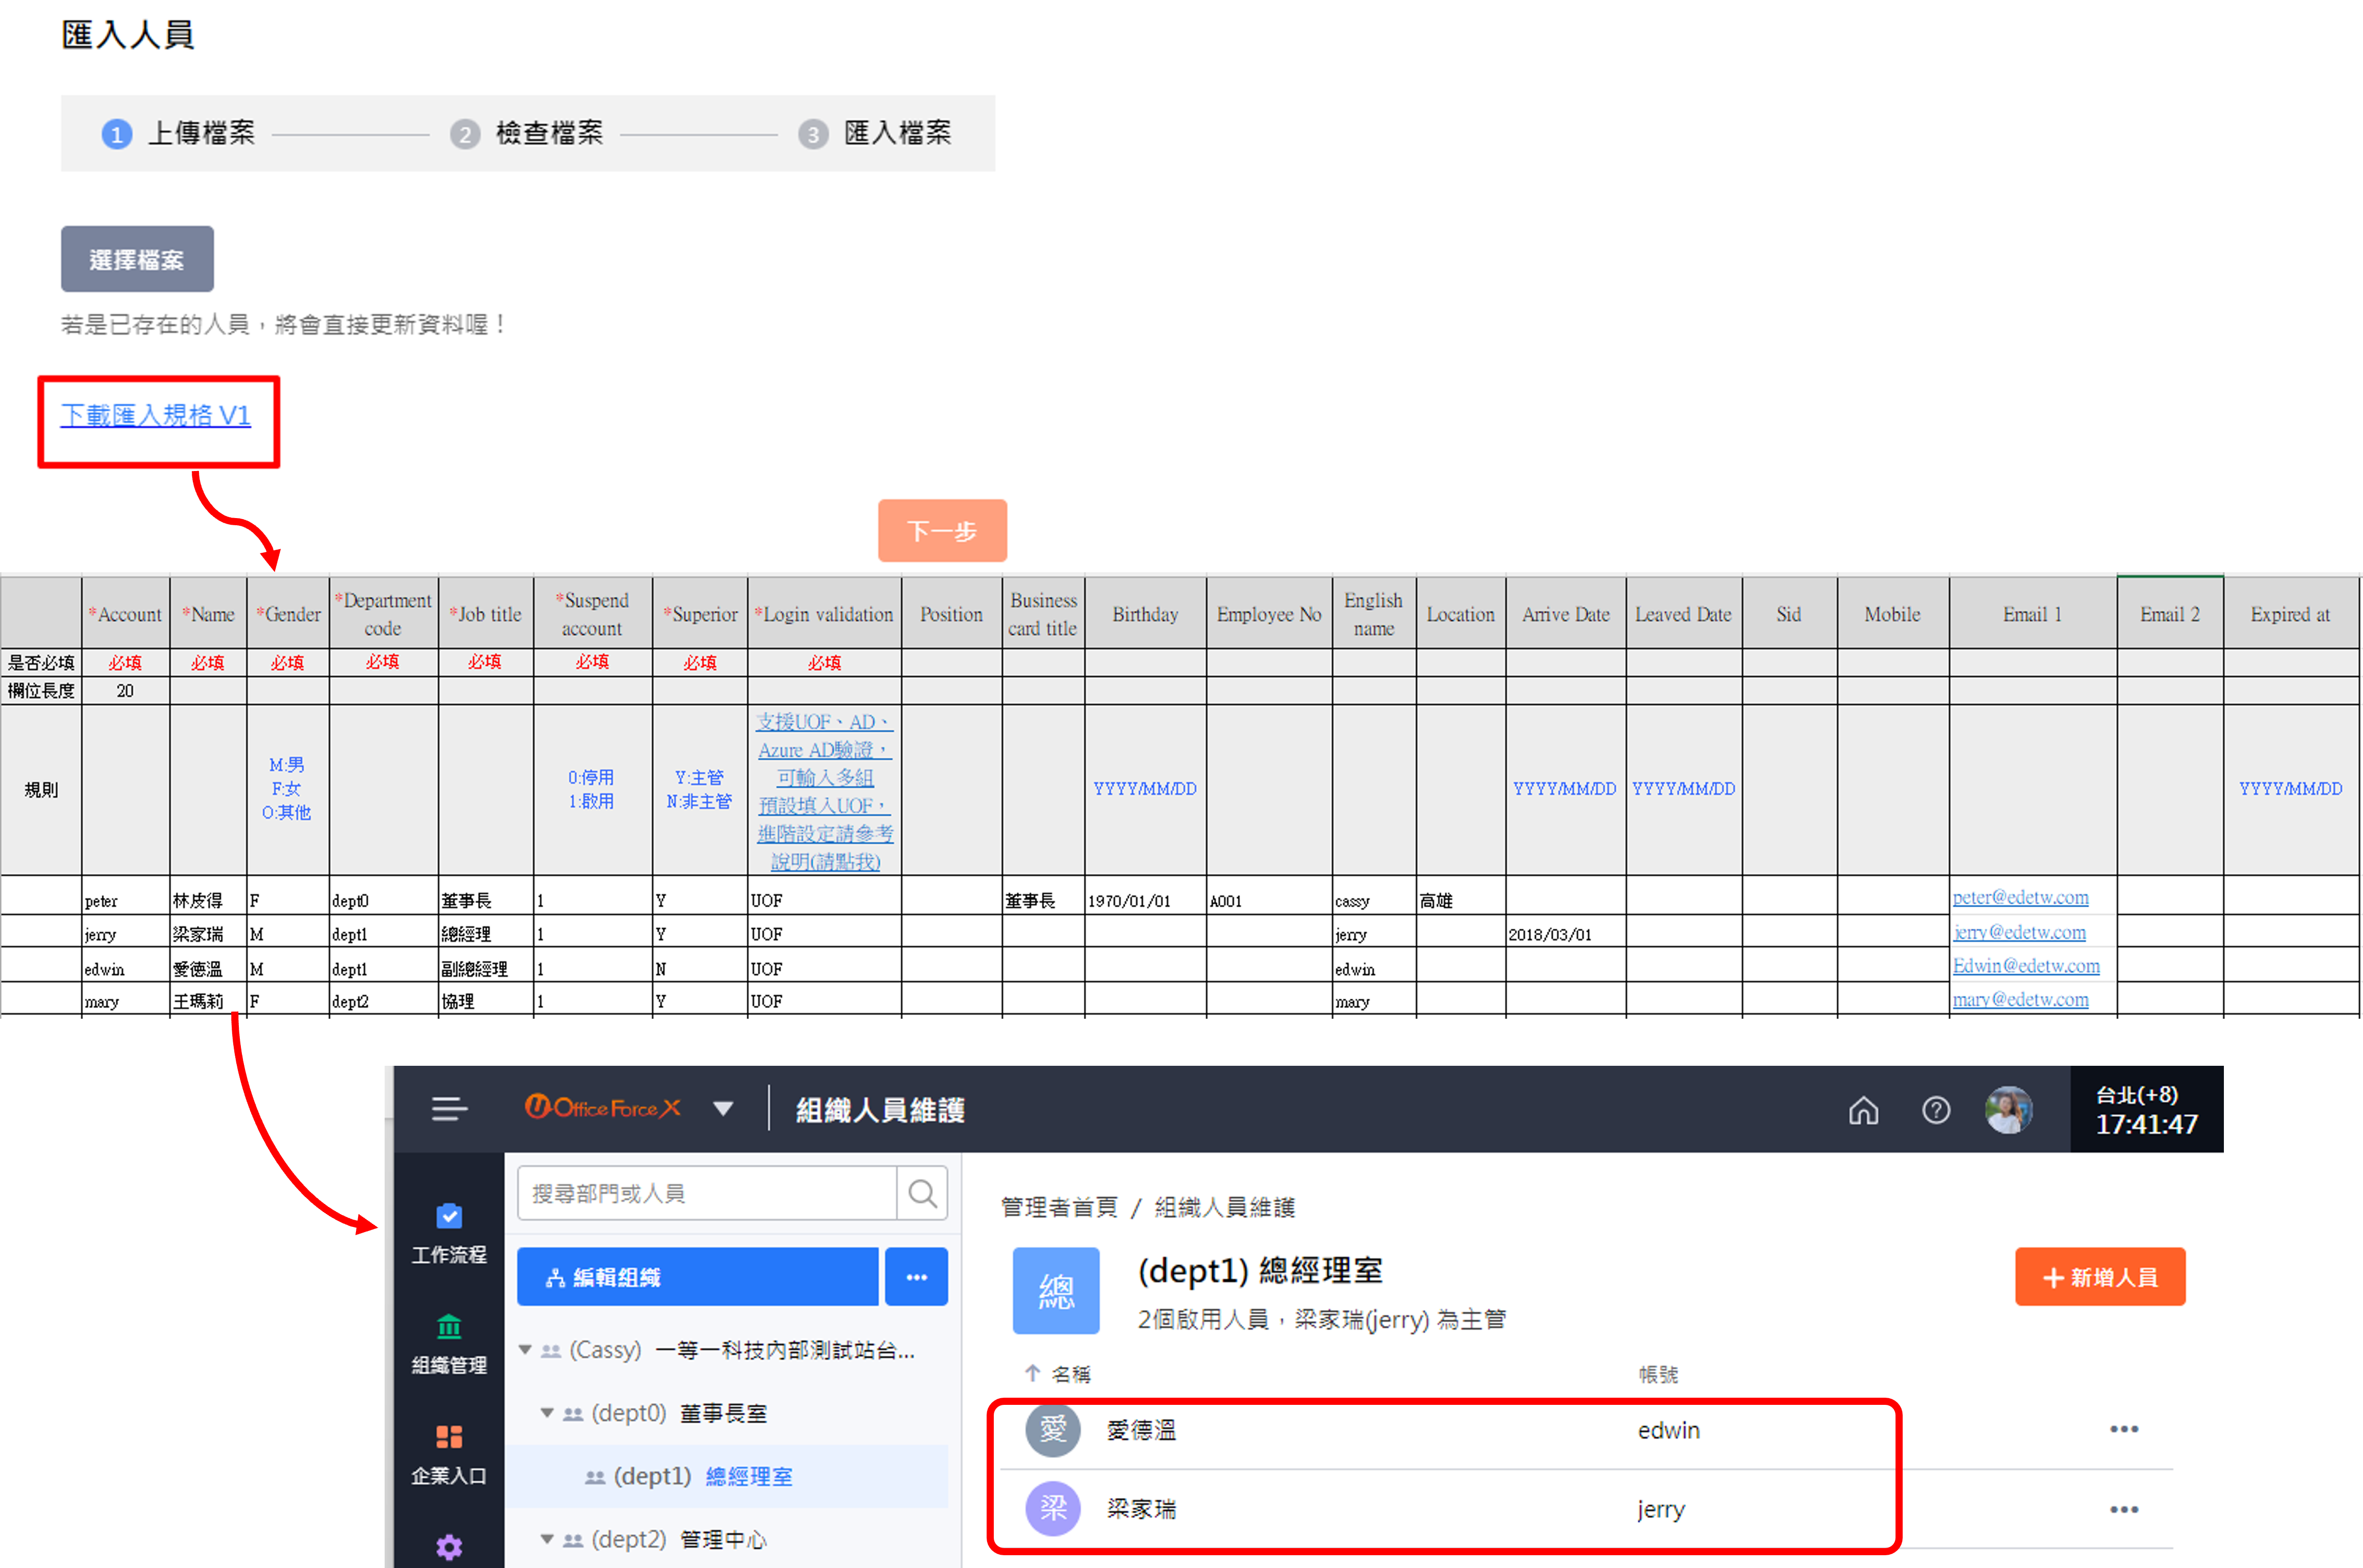 匯入人員
1 上傳檔案 2 檢查檔案 3 匯入檔案
選擇檔案
若是已存在的人員，將會直接更新資料喔！
下載匯入規格 V1
下一步
*Account *Name *Gender *Department code *Job title *Suspend account *Superior *Login validation Position Business card title Birthday Employee No English name Location Arrive Date Leaved Date Sid Mobile Email 1 Email 2 Expired at
是否必填 必填 必填 必填 必填 必填 必填 必填 必填
欄位長度 20
規則
M:男
F:女
O:其他
0:停用
1:啟用
Y:主管
N:非主管
支援UOF、AD、
Azure AD驗證，
可輸入多組
預設填入UOF，
進階設定請參考
說明(請點我)
YYYY/MM/DD YYYY/MM/DD YYYY/MM/DD YYYY/MM/DD
peter 林皮得 F dept0 董事長 1 Y UOF 董事長 1970/01/01 A001 cassy 高雄 peter@edetw.com
jerry 梁家瑞 M dept1 總經理 1 Y UOF jerry 2018/03/01 jerry@edetw.com
edwin 愛德溫 M dept1 副總經理 1 N UOF edwin Edwin@edetw.com
mary 王瑪莉 F dept2 協理 1 Y UOF mary mary@edetw.com
U Office Force X 組織人員維護
台北(+8)
17:41:47
工作流程
組織管理
企業入口
搜尋部門或人員
編輯組織
(Cassy) 一等一科技內部測試站台...
(dept0) 董事長室
(dept1) 總經理室
(dept2) 管理中心
管理者首頁 / 組織人員維護
總 (dept1) 總經理室
2個啟用人員，梁家瑞(jerry) 為主管
+ 新增人員
↑ 名稱 帳號
愛 愛德溫 edwin
梁 梁家瑞 jerry